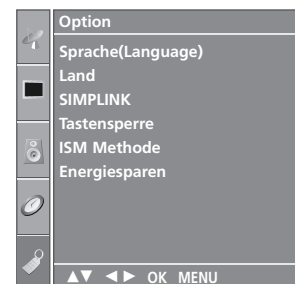 Option
Sprache(Language)
Land
SIMPLINK
Tastensperre
ISM Methode
Energiesparen
▲▼ ◄► OK MENU